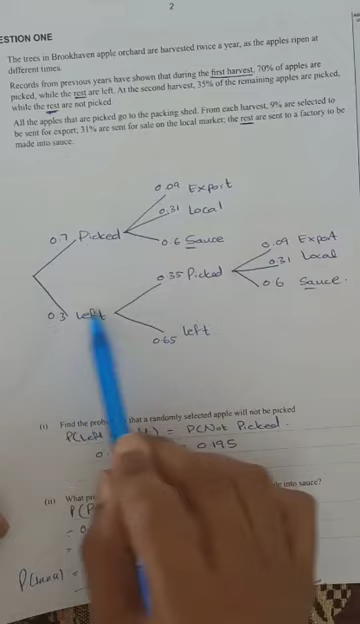 2
ESTION ONE
The trees in Brookhaven apple orchard are harvested twice a year, as the apples ripen at
different times.
Records from previous years have shown that during the first harvest, 70% of apples are
picked, while the rest are left. At the second harvest, 35% of the remaining apples are picked,
while the rest are not picked.
All the apples that are picked go to the packing shed. From each harvest, 9% are selected to
be sent for export, 31% are sent for sale on the local market; the rest are sent to a factory to be
made into sauce.
0.09 Export
0.31 Local
0.7 Picked
0.6 Sauce
0.09 Export
0.31 Local
0.35 Picked
0.6 Sauce.
0.3 left
0.65 left
(i) Find the that a randomly selected apple will not be picked
P(Left = P(Not Picked.
= 0.195
(ii) What into sauce?